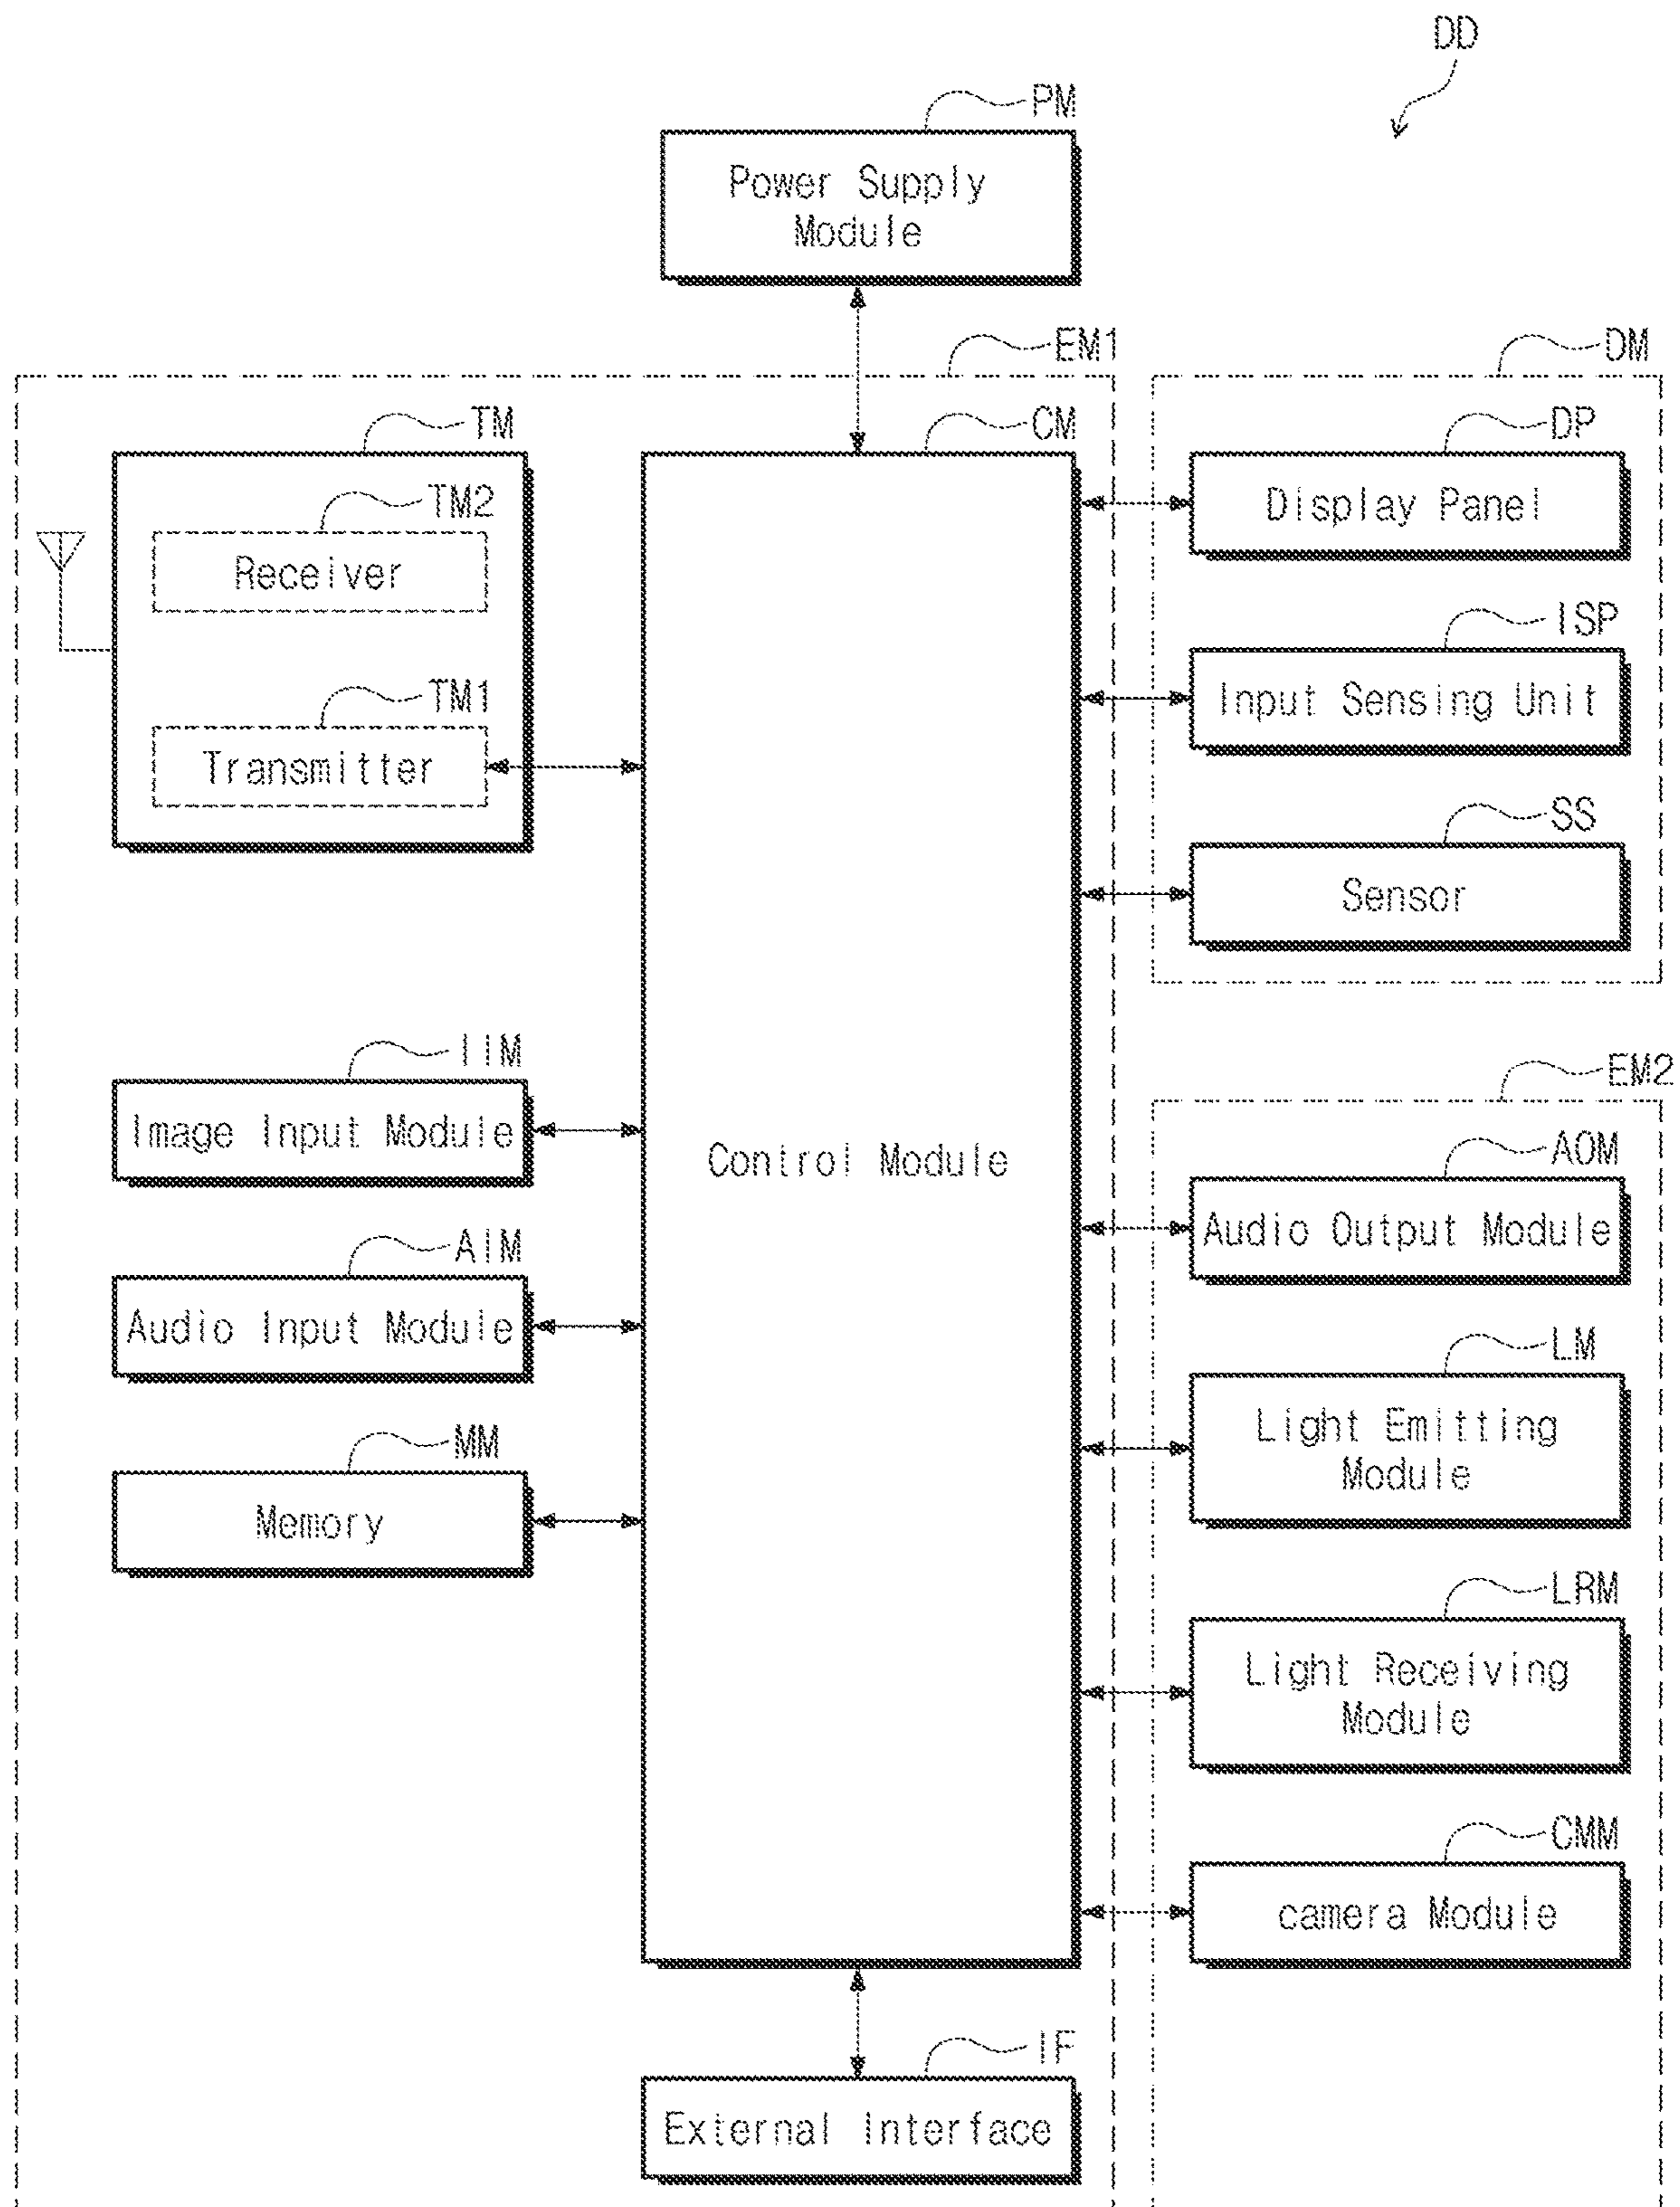 DD
PM
Power Supply
Module
EM1
DM
TM
CM
DP
TM2
Receiver
Display Panel
ISP
TM1
Transmitter
Input Sensing Unit
SS
Sensor
IIM
Image Input Module
EM2
Control Module
AOM
Audio Output Module
AIM
Audio Input Module
LM
Light Emitting
Module
MM
Memory
LRM
Light Receiving
Module
CMM
camera Module
IF
External Interface